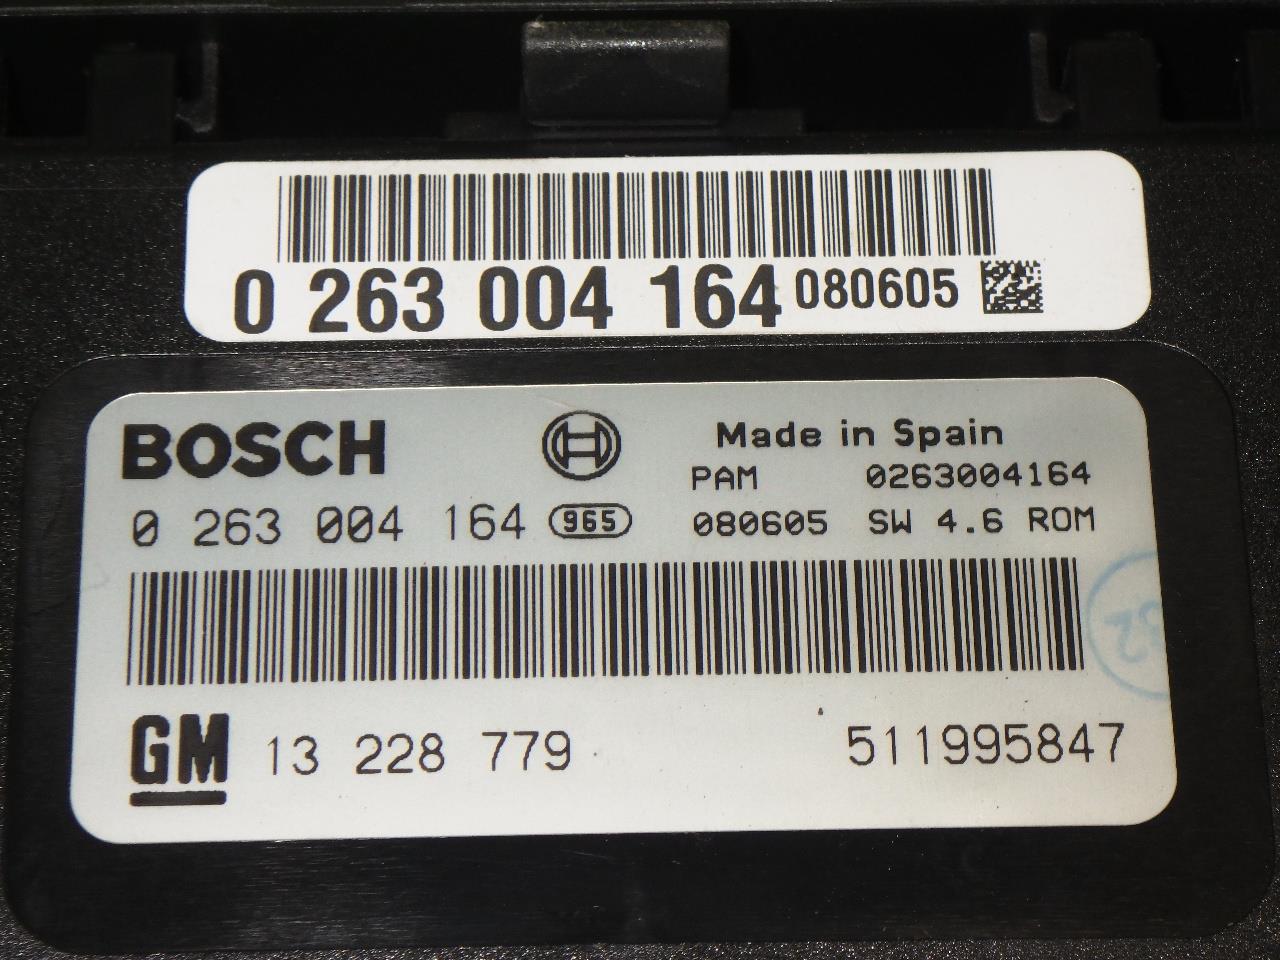 0 263 004 164 080605
BOSCH Made in Spain
PAM 0263004164
0 263 004 164 965 080605 SW 4.6 ROM
32
GM 13 228 779 511995847